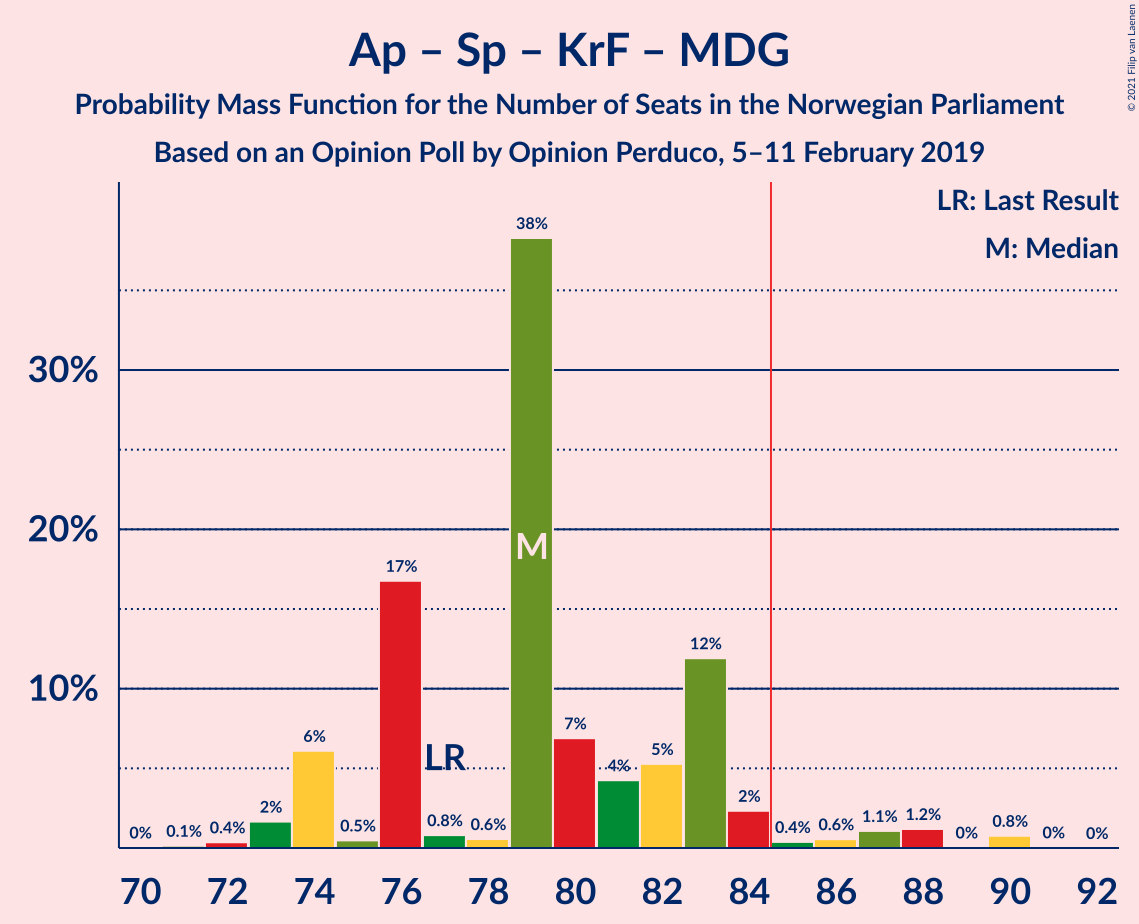 Ap – Sp – KrF – MDG
Probability Mass Function for the Number of Seats in the Norwegian Parliament
Based on an Opinion Poll by Opinion Perduco, 5–11 February 2019
© 2021 Filip van Laenen
LR: Last Result
M: Median
30%
20%
10%
0%
0.1%
0.4%
2%
6%
0.5%
17%
0.8%
0.6%
38%
7%
4%
5%
12%
2%
0.4%
0.6%
1.1%
1.2%
0%
0.8%
0%
0%
LR
M
70 72 74 76 78 80 82 84 86 88 90 92